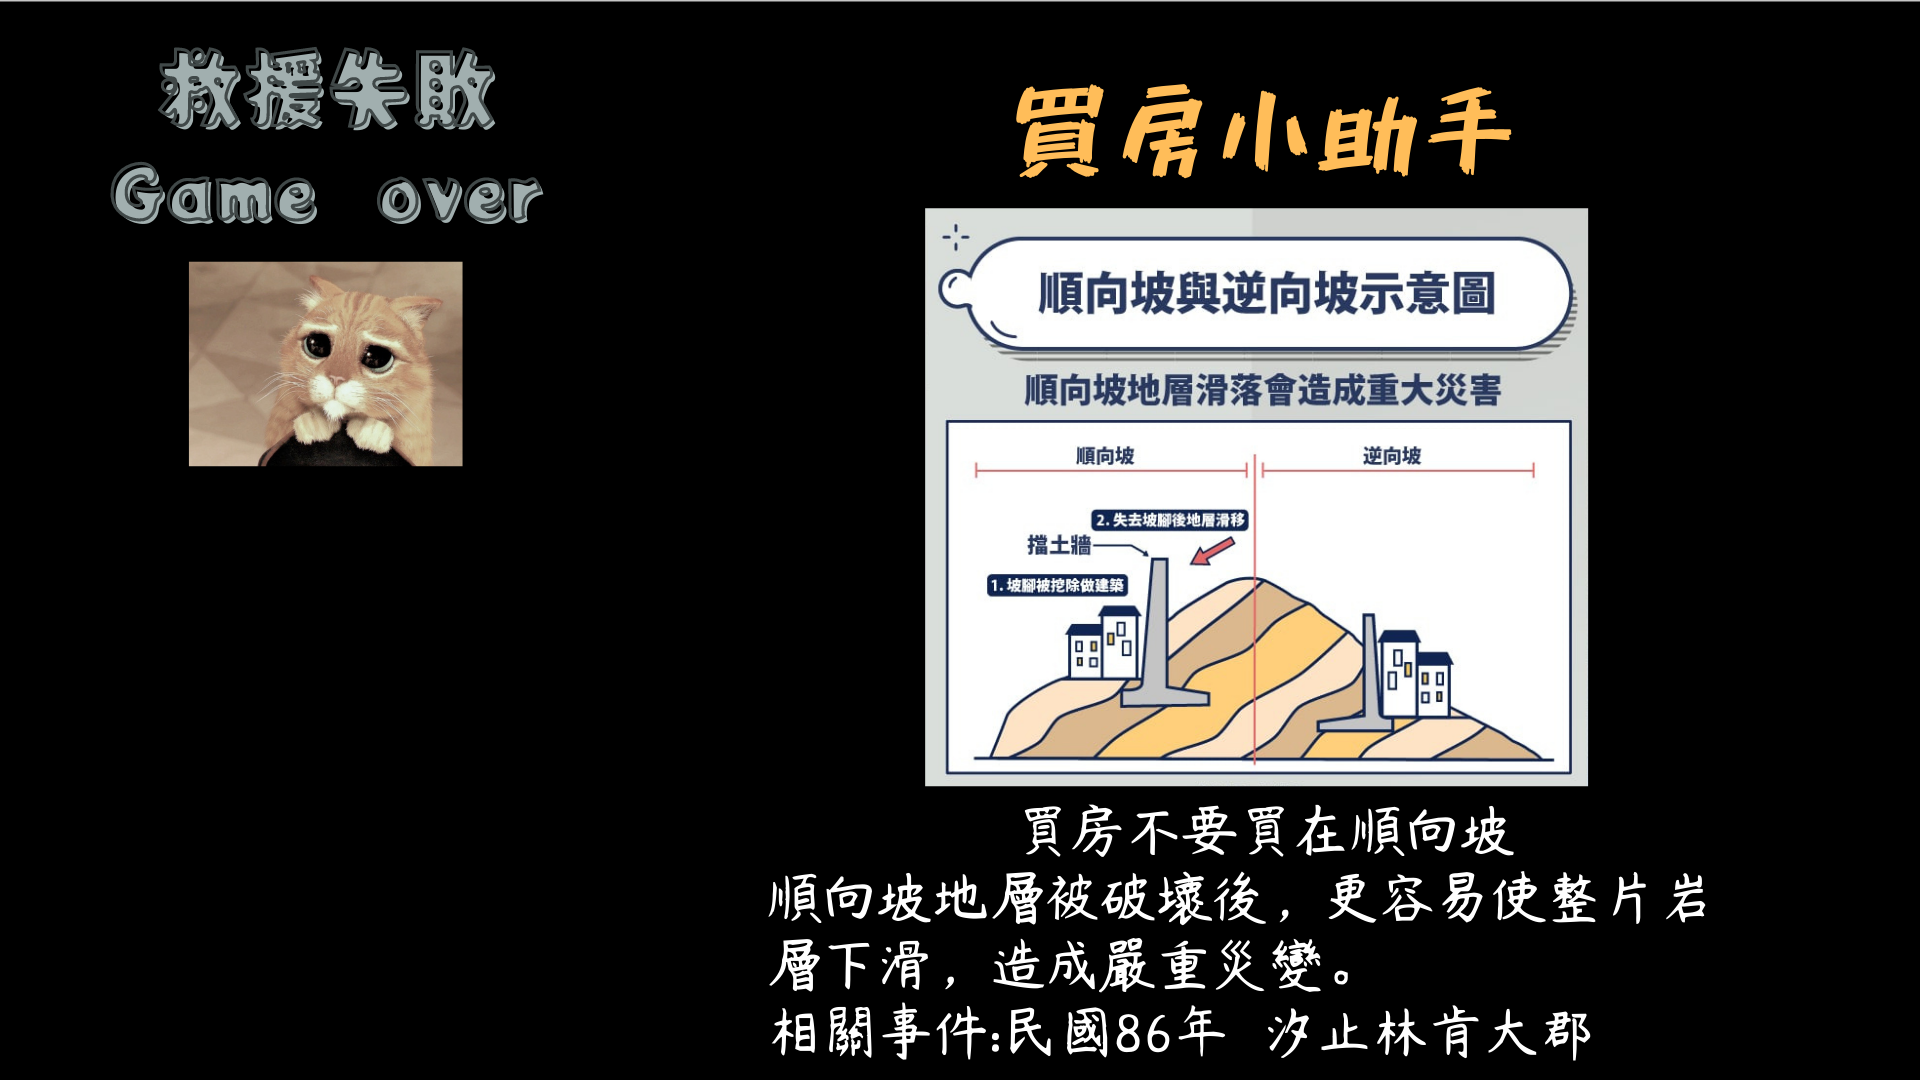 救援失敗
Game over
買房小助手
順向坡與逆向坡示意圖
順向坡地層滑落會造成重大災害
順向坡
逆向坡
2. 失去坡腳後地層滑移
擋土牆
1. 坡腳被挖除做建築
買房不要買在順向坡
順向坡地層被破壞後，更容易使整片岩
層下滑，造成嚴重災變。
相關事件:民國86年 汐止林肯大郡